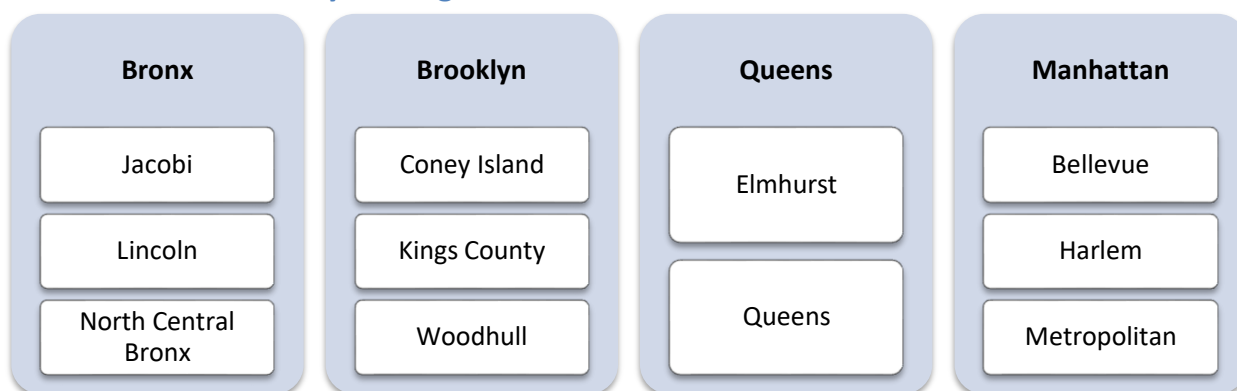 Bronx
Jacobi
Lincoln
North Central
Bronx
Brooklyn
Coney Island
Kings County
Woodhull
Queens
Elmhurst
Queens
Manhattan
Bellevue
Harlem
Metropolitan